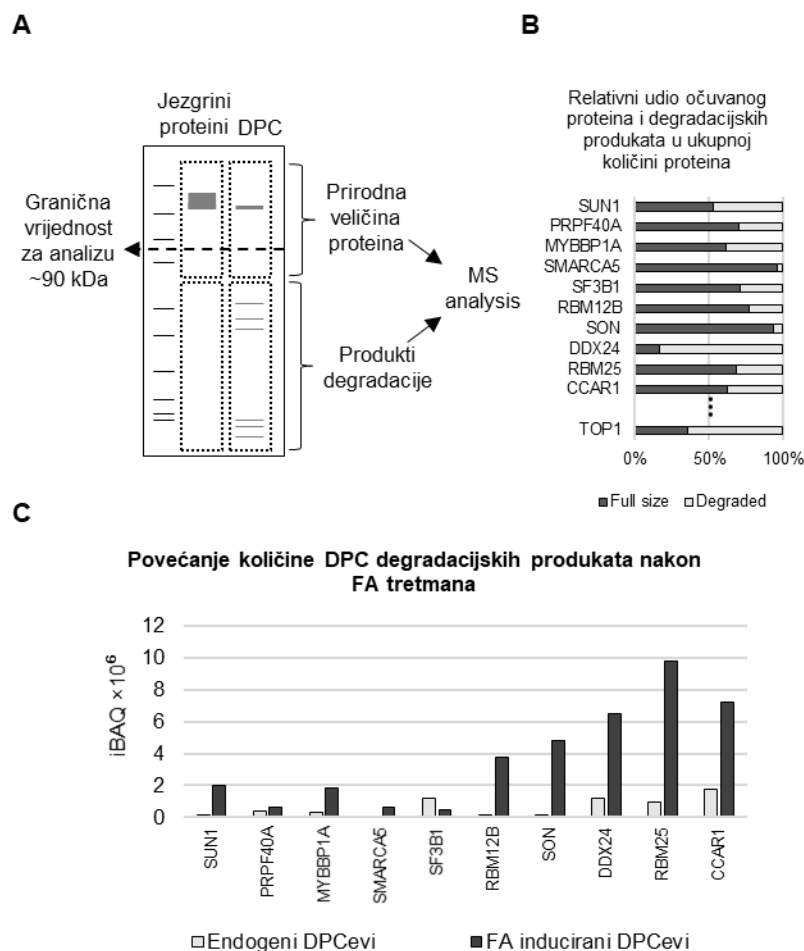 A
Jezgrini
proteini
DPC
Granična
vrijednost
za analizu
~90 kDa
Prirodna
veličina
proteina
MS
analysis
Produkti
degradacije
B
Relativni udio očuvanog
proteina i degradacijskih
produkata u ukupnoj
količini proteina
SUN1
PRPF40A
MYBBP1A
SMARCA5
SF3B1
RBM12B
SON
DDX24
RBM25
CCAR1
TOP1
0% 50% 100%
Full size Degraded
C
Povećanje količine DPC degradacijskih produkata nakon
FA tretmana
iBAQ ×10⁶
12
10
8
6
4
2
0
SUN1
PRPF40A
MYBBP1A
SMARCA5
SF3B1
RBM12B
SON
DDX24
RBM25
CCAR1
Endogeni DPCevi FA inducirani DPCevi